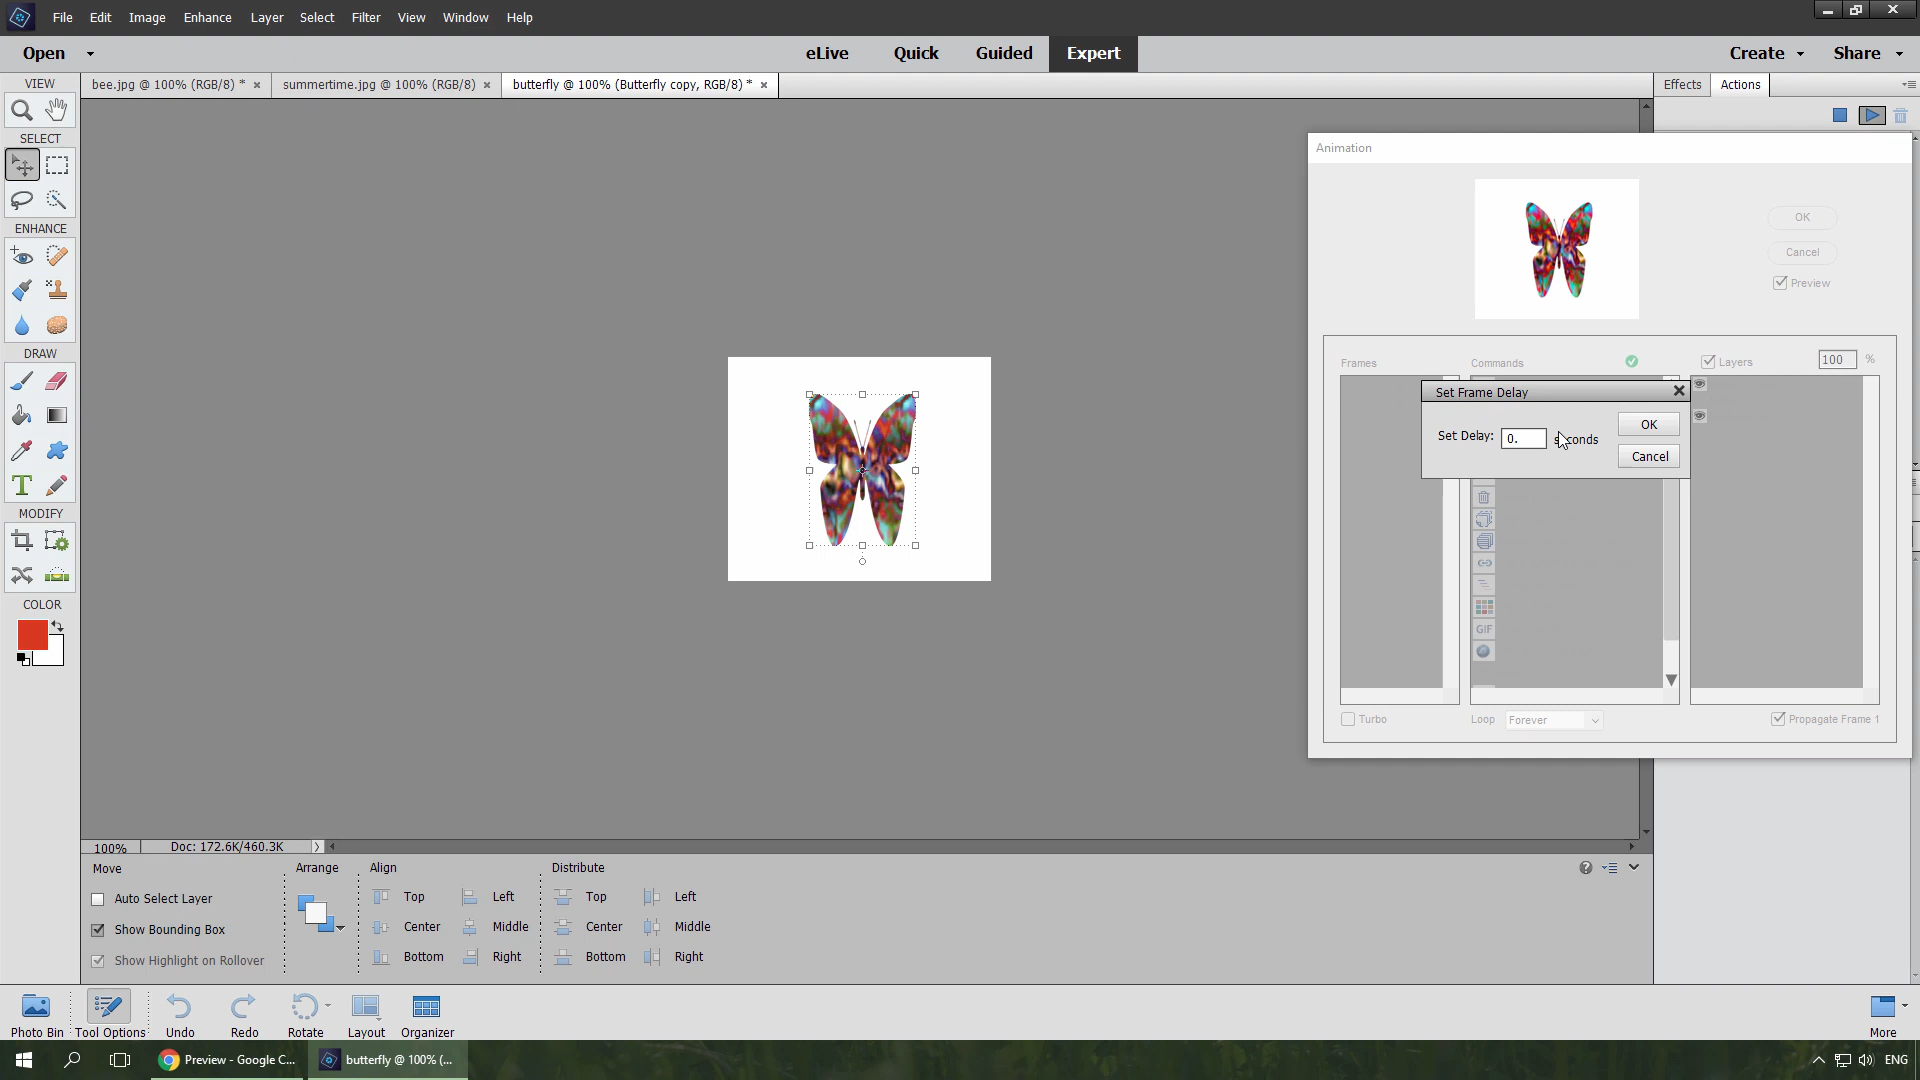 File Edit Image Enhance Layer Select Filter View Window Help
Open eLive Quick Guided Expert Create Share
VIEW
bee.jpg @ 100% (RGB/8) * × summertime.jpg @ 100% (RGB/8) × butterfly @ 100% (Butterfly copy, RGB/8) * ×
Effects Actions
SELECT
Animation
ENHANCE
OK
Cancel
Preview
DRAW
Frames Commands Layers 100 %
Set Frame Delay
Set Delay: 0. seconds
OK
Cancel
T
MODIFY
COLOR
GIF
Turbo Loop Forever Propagate Frame 1
100% Doc: 172.6K/460.3K
Move Arrange Align Distribute
Auto Select Layer Top Left Top Left
Show Bounding Box Center Middle Center Middle
Show Highlight on Rollover Bottom Right Bottom Right
Photo Bin Tool Options Undo Redo Rotate Layout Organizer More
Preview - Google C... butterfly @ 100% (... ENG